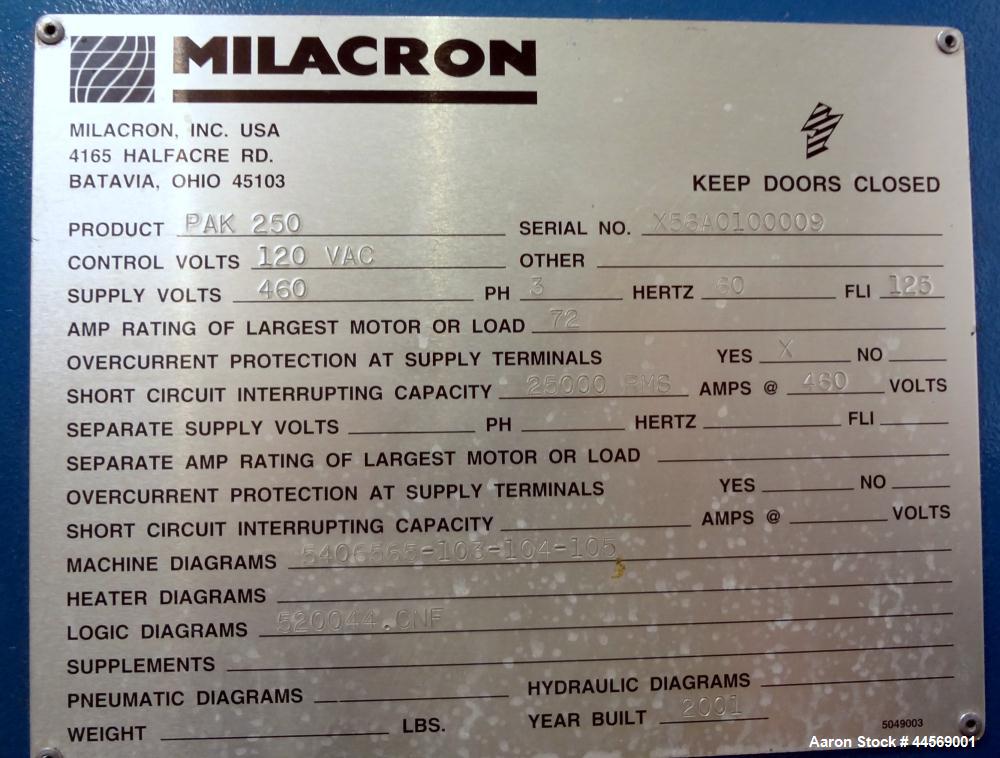 MILACRON
MILACRON, INC. USA
4165 HALFACRE RD.
BATAVIA, OHIO 45103
KEEP DOORS CLOSED
PRODUCT PAK 250 SERIAL NO. X56A0100009
CONTROL VOLTS 120 VAC OTHER
SUPPLY VOLTS 460 PH 3 HERTZ 60 FLI 125
AMP RATING OF LARGEST MOTOR OR LOAD 72
OVERCURRENT PROTECTION AT SUPPLY TERMINALS YES X NO
SHORT CIRCUIT INTERRUPTING CAPACITY 25000 RMS AMPS @ 460 VOLTS
SEPARATE SUPPLY VOLTS PH HERTZ FLI
SEPARATE AMP RATING OF LARGEST MOTOR OR LOAD
OVERCURRENT PROTECTION AT SUPPLY TERMINALS YES NO
SHORT CIRCUIT INTERRUPTING CAPACITY AMPS @ VOLTS
MACHINE DIAGRAMS 5406565-103-104-105
HEATER DIAGRAMS
LOGIC DIAGRAMS 520044.CNF
SUPPLEMENTS
PNEUMATIC DIAGRAMS HYDRAULIC DIAGRAMS
WEIGHT LBS. YEAR BUILT 2001
5049003
Aaron Stock # 44569001